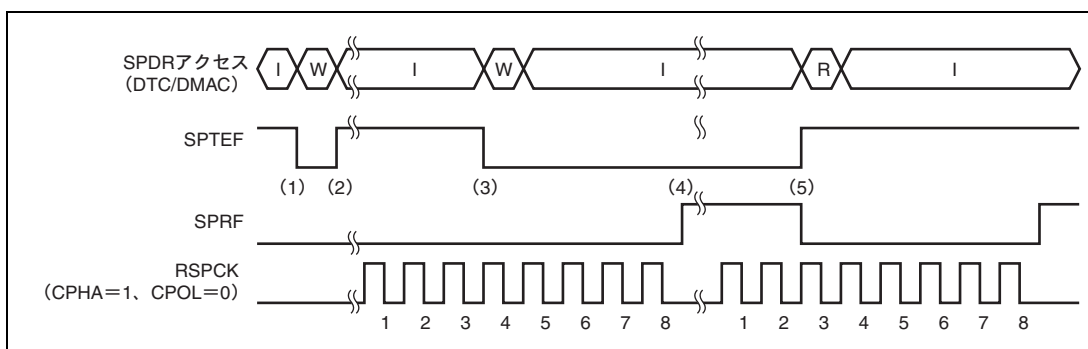 SPDRアクセス
（DTC/DMAC）
I W I W I R I
SPTEF
（1） （2） （3） （4） （5）
SPRF
RSPCK
（CPHA＝1、CPOL＝0）
1 2 3 4 5 6 7 8 1 2 3 4 5 6 7 8